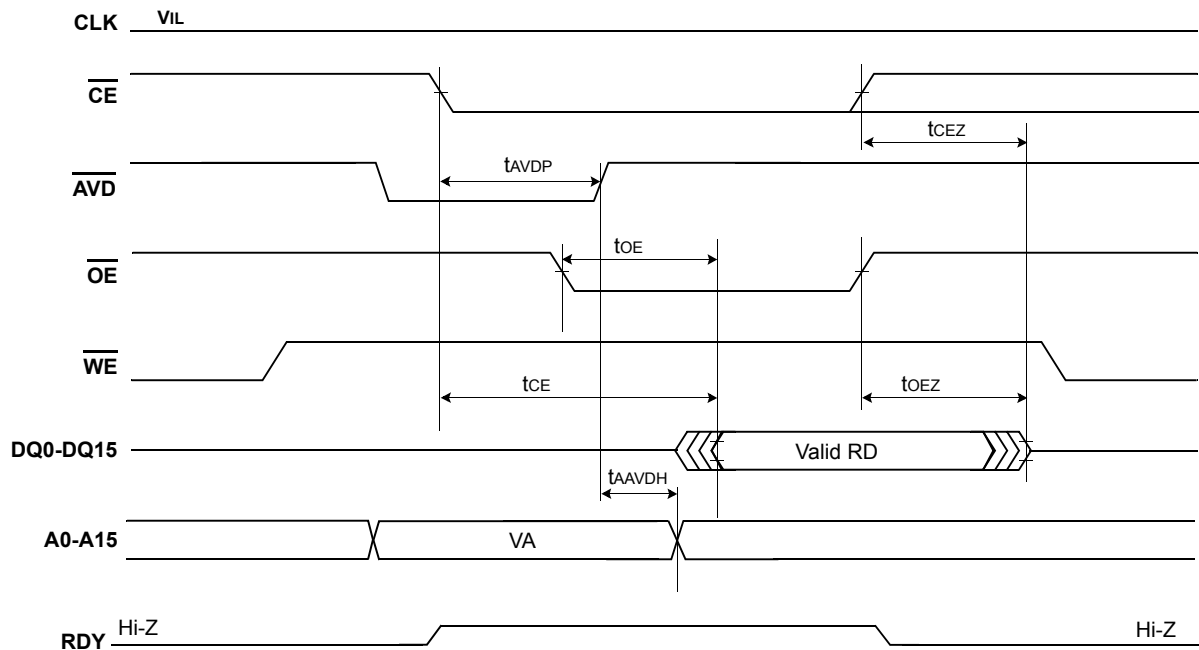 CLK VIL
CE
tCEZ
AVD tAVDP
OE tOE
WE
tCE tOEZ
DQ0-DQ15 Valid RD
tAAVDH
A0-A15 VA
RDY Hi-Z Hi-Z